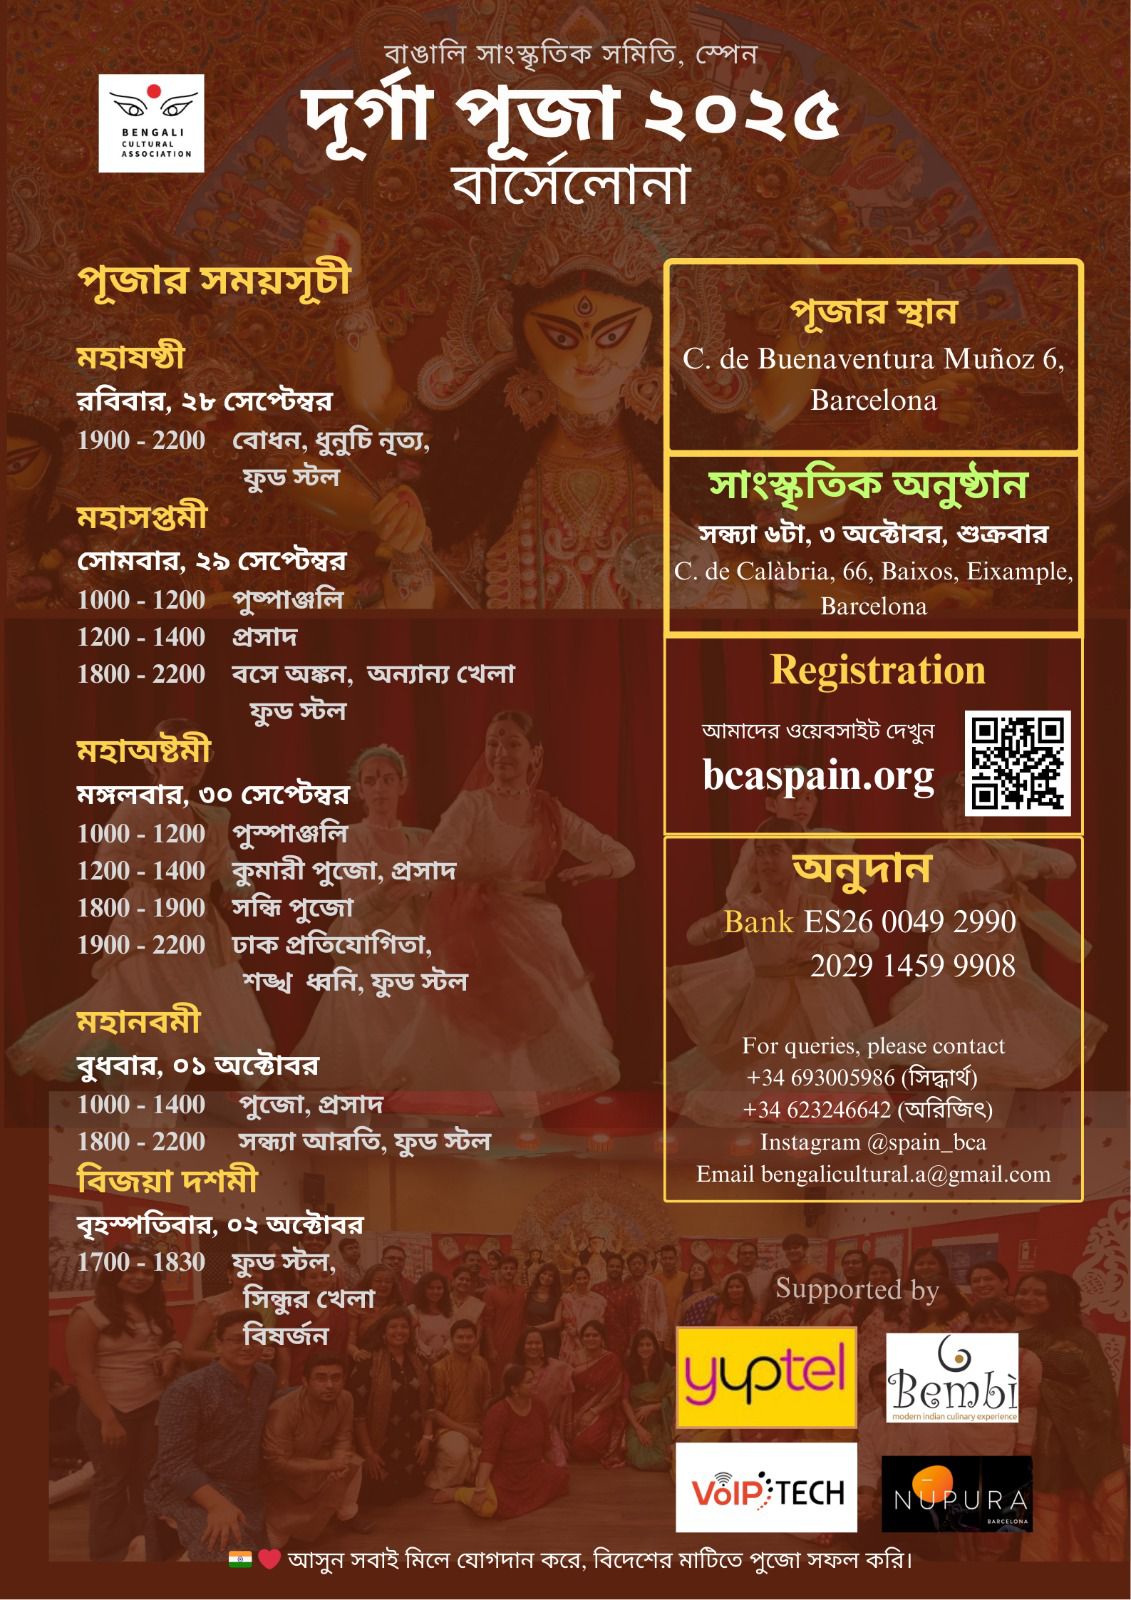 বাঙালি সাংস্কৃতিক সমিতি, স্পেন
দূর্গা পূজা ২০২৫
বার্সেলোনা
BENGALI
CULTURAL
ASSOCIATION
পূজার সময়সূচী
মহাষষ্ঠী
রবিবার, ২৮ সেপ্টেম্বর
1900 - 2200 বোধন, ধুনুচি নৃত্য,
ফুড স্টল
মহাসপ্তমী
সোমবার, ২৯ সেপ্টেম্বর
1000 - 1200 পুষ্পাঞ্জলি
1200 - 1400 প্রসাদ
1800 - 2200 বসে অঙ্কন, অন্যান্য খেলা
ফুড স্টল
মহাঅষ্টমী
মঙ্গলবার, ৩০ সেপ্টেম্বর
1000 - 1200 পুস্পাঞ্জলি
1200 - 1400 কুমারী পুজো, প্রসাদ
1800 - 1900 সন্ধি পুজো
1900 - 2200 ঢাক প্রতিযোগিতা,
শঙ্খ ধ্বনি, ফুড স্টল
মহানবমী
বুধবার, ০১ অক্টোবর
1000 - 1400 পুজো, প্রসাদ
1800 - 2200 সন্ধ্যা আরতি, ফুড স্টল
বিজয়া দশমী
বৃহস্পতিবার, ০২ অক্টোবর
1700 - 1830 ফুড স্টল,
সিন্ধুর খেলা
বিষর্জন
পূজার স্থান
C. de Buenaventura Muñoz 6,
Barcelona
সাংস্কৃতিক অনুষ্ঠান
সন্ধ্যা ৬টা, ৩ অক্টোবর, শুক্রবার
C. de Calàbria, 66, Baixos, Eixample,
Barcelona
Registration
আমাদের ওয়েবসাইট দেখুন
bcaspain.org
অনুদান
Bank ES26 0049 2990
2029 1459 9908
For queries, please contact
+34 693005986 (সিদ্ধার্থ)
+34 623246642 (অরিজিৎ)
Instagram @spain_bca
Email bengalicultural.a@gmail.com
Supported by
yuptel
Bembì
modern indian culinary experience
VoIP TECH
NUPURA
BARCELONA
🇮🇳❤️ আসুন সবাই মিলে যোগদান করে, বিদেশের মাটিতে পুজো সফল করি।